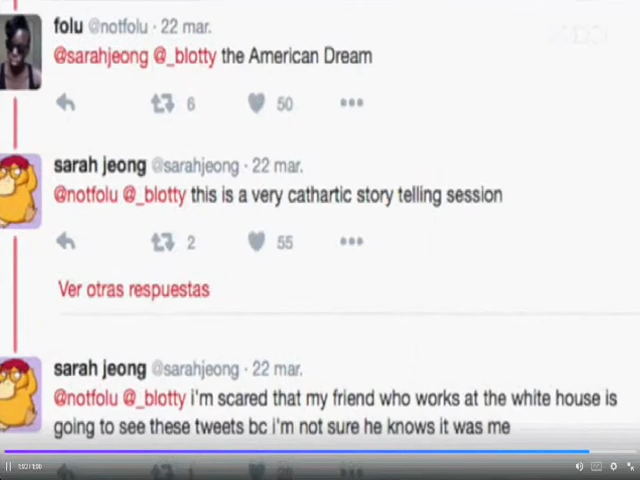 folu @notfolu · 22 mar.
@sarahjeong @_blotty the American Dream
6 50
sarah jeong @sarahjeong · 22 mar.
@notfolu @_blotty this is a very cathartic story telling session
2 55
Ver otras respuestas
sarah jeong @sarahjeong · 22 mar.
@notfolu @_blotty i'm scared that my friend who works at the white house is
going to see these tweets bc i'm not sure he knows it was me